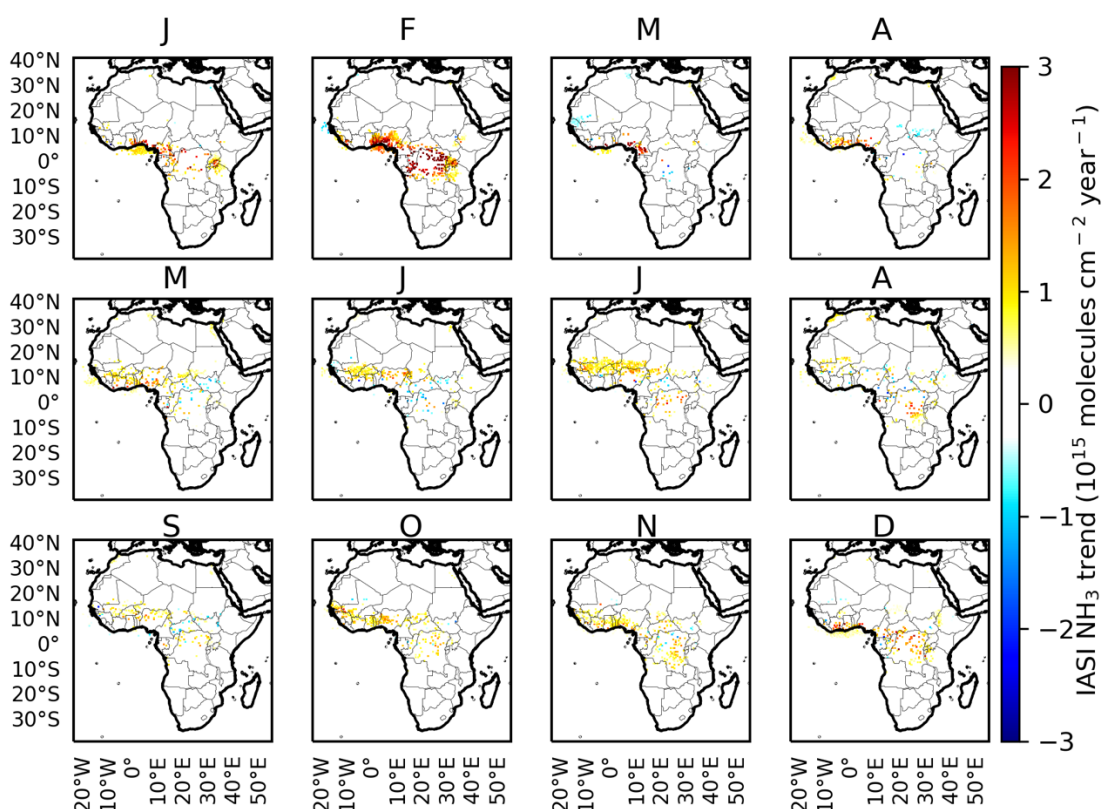 J F M A
40°N
30°N
20°N
10°N
0°
10°S
20°S
30°S
M J J A
40°N
30°N
20°N
10°N
0°
10°S
20°S
30°S
S O N D
40°N
30°N
20°N
10°N
0°
10°S
20°S
30°S
20°W 10°W 0° 10°E 20°E 30°E 40°E 50°E
20°W 10°W 0° 10°E 20°E 30°E 40°E 50°E
20°W 10°W 0° 10°E 20°E 30°E 40°E 50°E
20°W 10°W 0° 10°E 20°E 30°E 40°E 50°E
3
2
1
0
−1
−2
−3
IASI NH₃ trend (10¹⁵ molecules cm⁻² year⁻¹)